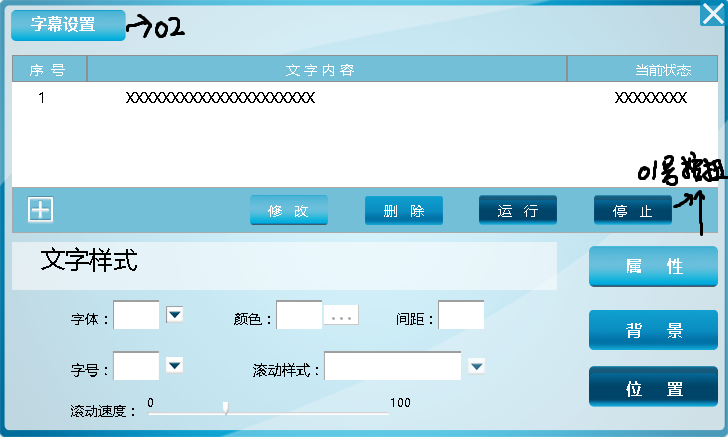 字幕设置 →02
序 号 文 字 内 容 当前状态
1 XXXXXXXXXXXXXXXXXXXXX XXXXXXXX
01号按扭
修 改 删 除 运 行 停 止
文字样式
属 性
字体： 颜色： ... 间距：
背 景
字号： 滚动样式：
位 置
滚动速度： 0 100